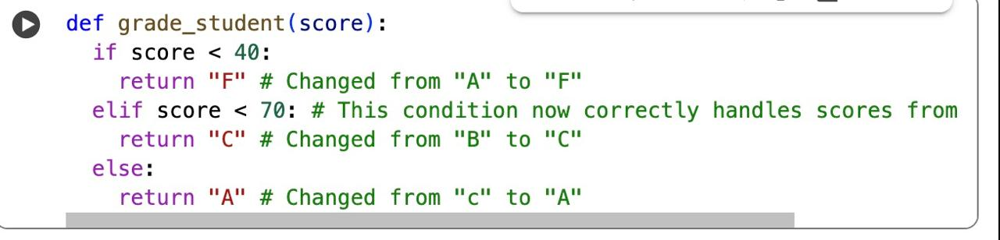 def grade_student(score):
if score < 40:
return "F" # Changed from "A" to "F"
elif score < 70: # This condition now correctly handles scores from
return "C" # Changed from "B" to "C"
else:
return "A" # Changed from "c" to "A"